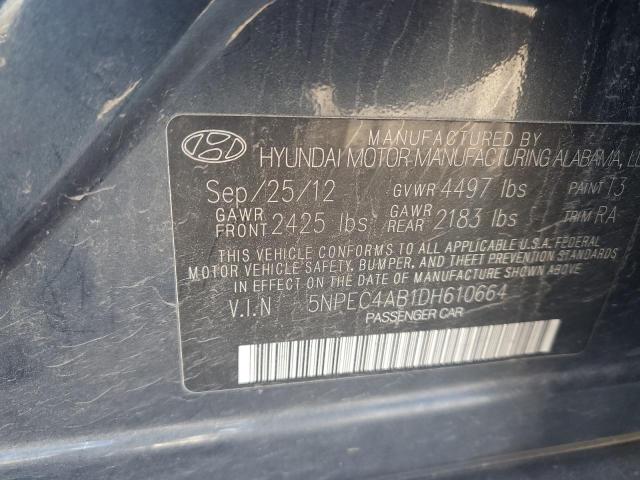 MANUFACTURED BY
HYUNDAI MOTOR MANUFACTURING ALABAMA, LL
Sep/25/12 GVWR 4497 lbs PAINT T3
GAWR FRONT 2425 lbs GAWR REAR 2183 lbs TRIM RA
THIS VEHICLE CONFORMS TO ALL APPLICABLE U.S.A. FEDERAL
MOTOR VEHICLE SAFETY, BUMPER, AND THEFT PREVENTION
STANDARDS IN EFFECT ON THE DATE OF MANUFACTURE SHOWN ABOVE.
V.I.N 5NPEC4AB1DH610664
PASSENGER CAR